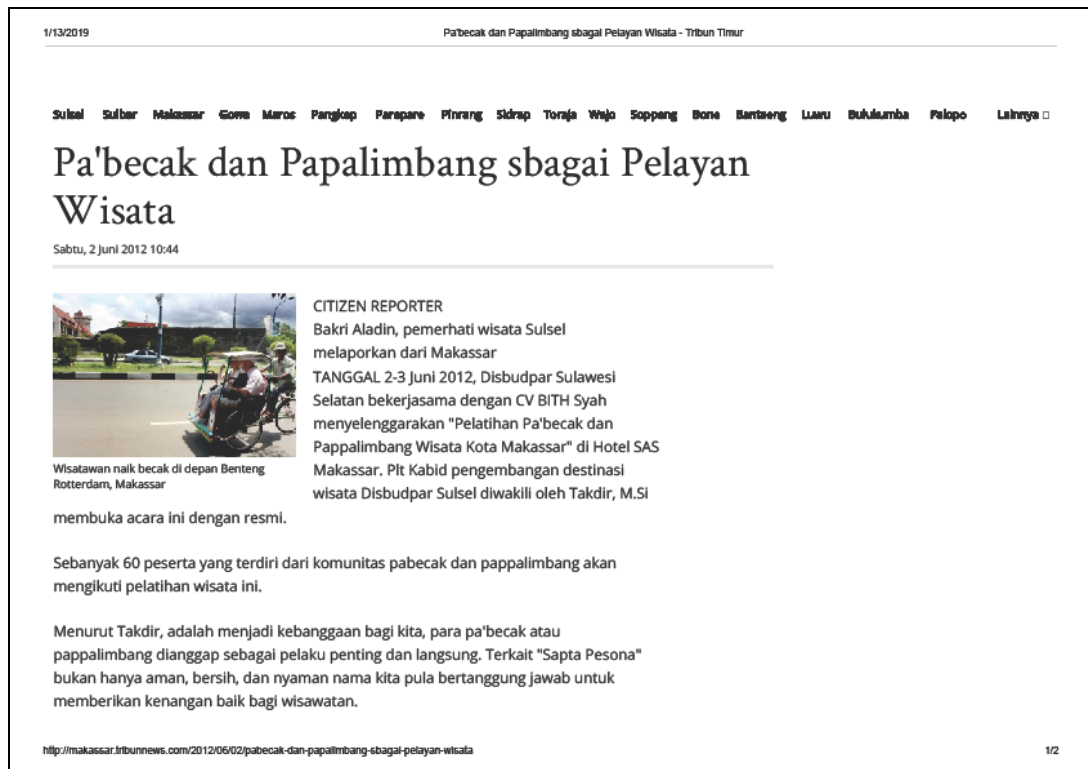 1/13/2019 Pa'becak dan Papalimbang sbagai Pelayan Wisata - Tribun Timur
Sulsel Sulbar Makassar Gowa Maros Pangkep Parepare Pinrang Sidrap Toraja Wajo Soppeng Bone Bantaeng Luwu Bulukumba Palopo Lainnya
Pa'becak dan Papalimbang sbagai Pelayan
Wisata
Sabtu, 2 Juni 2012 10:44
CITIZEN REPORTER
Bakri Aladin, pemerhati wisata Sulsel
melaporkan dari Makassar
TANGGAL 2-3 Juni 2012, Disbudpar Sulawesi
Selatan bekerjasama dengan CV BITH Syah
menyelenggarakan "Pelatihan Pa'becak dan
Pappalimbang Wisata Kota Makassar" di Hotel SAS
Makassar. Plt Kabid pengembangan destinasi
wisata Disbudpar Sulsel diwakili oleh Takdir, M.Si
Wisatawan naik becak di depan Benteng
Rotterdam, Makassar
membuka acara ini dengan resmi.
Sebanyak 60 peserta yang terdiri dari komunitas pabecak dan pappalimbang akan
mengikuti pelatihan wisata ini.
Menurut Takdir, adalah menjadi kebanggaan bagi kita, para pa'becak atau
pappalimbang dianggap sebagai pelaku penting dan langsung. Terkait "Sapta Pesona"
bukan hanya aman, bersih, dan nyaman nama kita pula bertanggung jawab untuk
memberikan kenangan baik bagi wisawatan.
http://makassar.tribunnews.com/2012/06/02/pabecak-dan-papalimbang-sbagai-pelayan-wisata 1/2